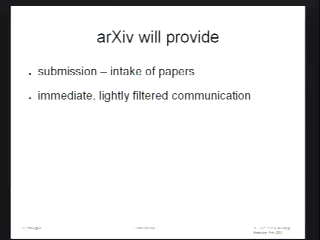 arXiv will provide
submission – intake of papers
immediate, lightly filtered communication